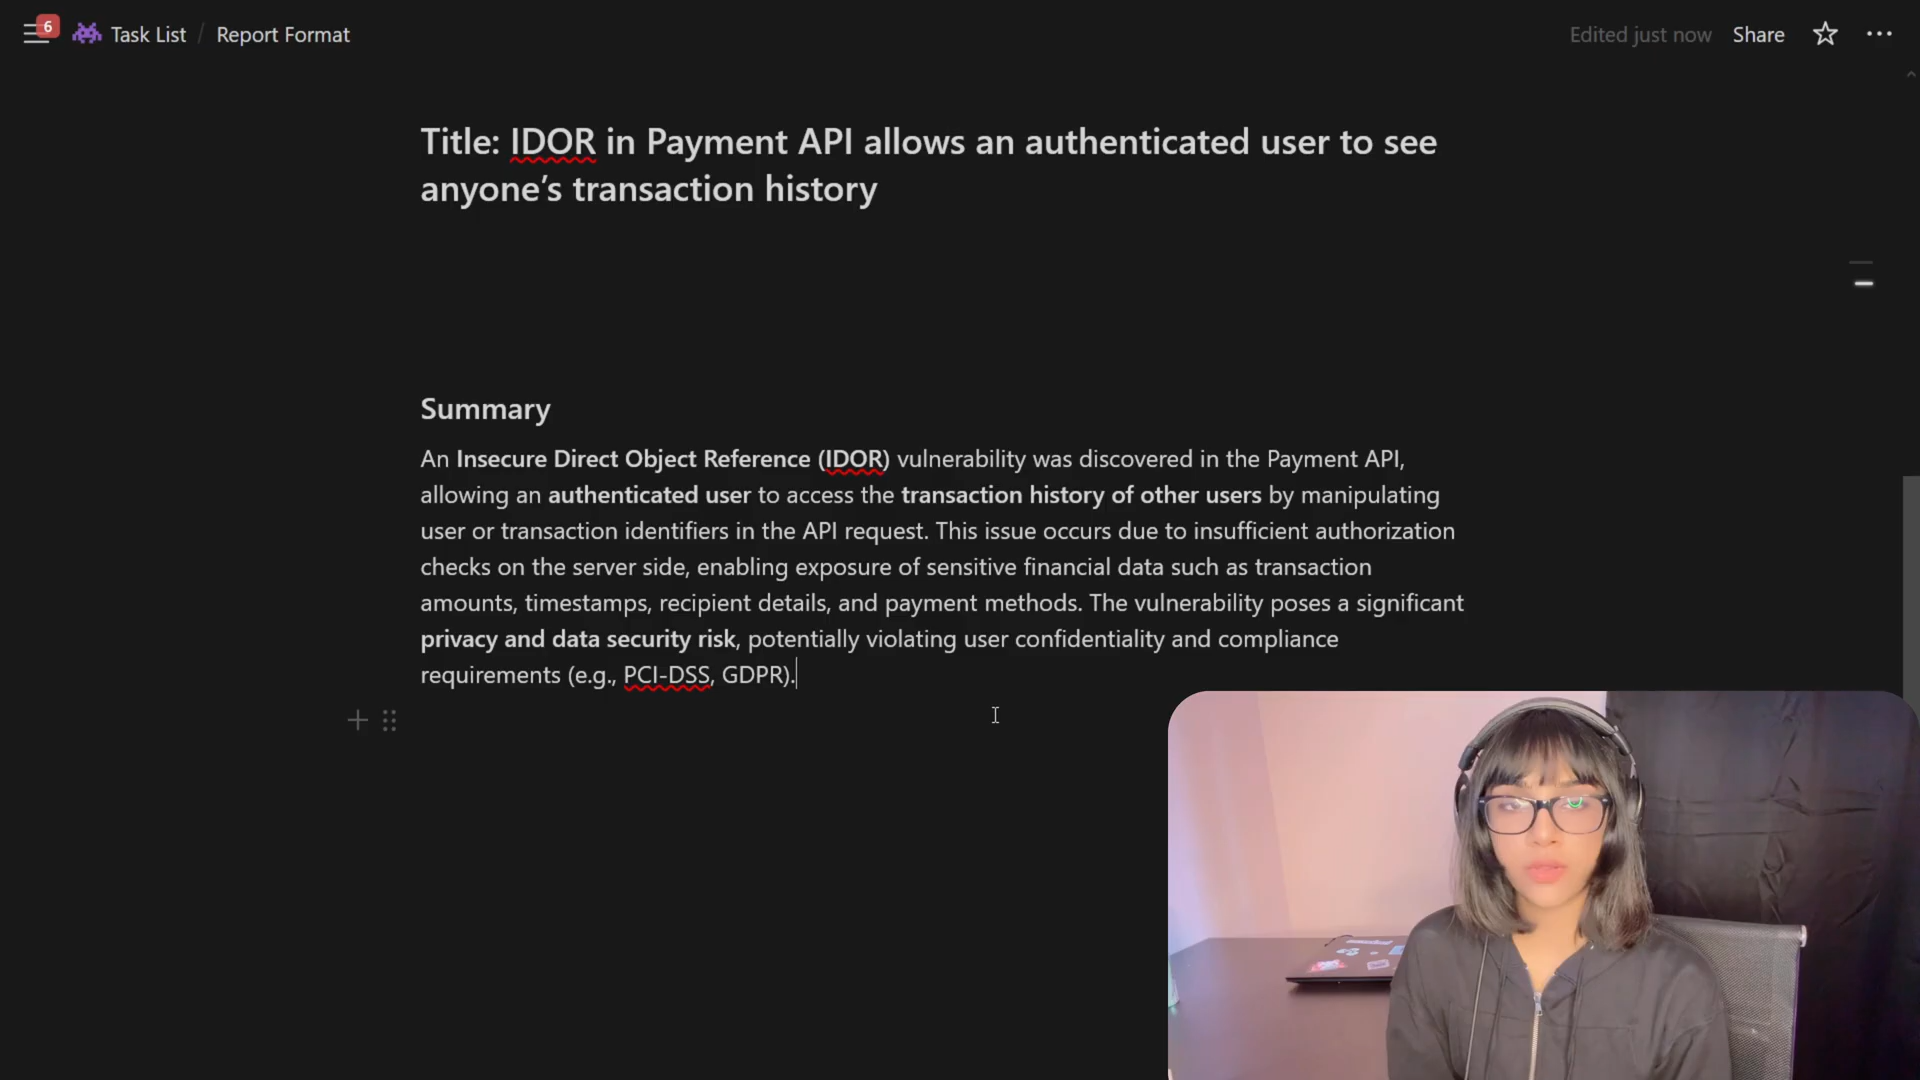 6
Task List / Report Format
Edited just now
Share
Title: IDOR in Payment API allows an authenticated user to see
anyone’s transaction history
Summary
An Insecure Direct Object Reference (IDOR) vulnerability was discovered in the Payment API,
allowing an authenticated user to access the transaction history of other users by manipulating
user or transaction identifiers in the API request. This issue occurs due to insufficient authorization
checks on the server side, enabling exposure of sensitive financial data such as transaction
amounts, timestamps, recipient details, and payment methods. The vulnerability poses a significant
privacy and data security risk, potentially violating user confidentiality and compliance
requirements (e.g., PCI-DSS, GDPR).